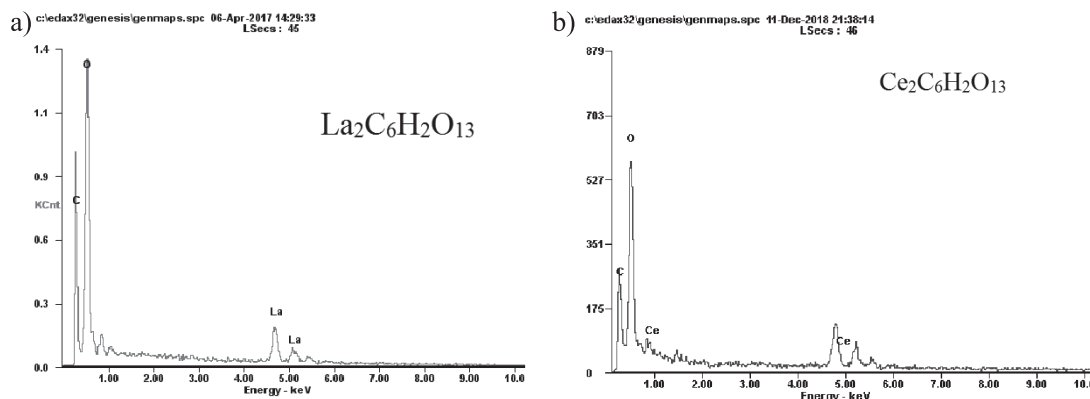 a)
c:\edax32\genesis\genmaps.spc 06-Apr-2017 14:29:33
LSecs : 45
1.4
1.1
0.9
KCnt
0.6
0.3
0.0
C
O
La₂C₆H₂O₁₃
La
La
1.00 2.00 3.00 4.00 5.00 6.00 7.00 8.00 9.00 10.0
Energy - keV
b)
c:\edax32\genesis\genmaps.spc 11-Dec-2018 21:38:14
LSecs : 46
879
703
527
351
175
0
C
O
Ce
Ce₂C₆H₂O₁₃
Ce
1.00 2.00 3.00 4.00 5.00 6.00 7.00 8.00 9.00 10.0
Energy - keV